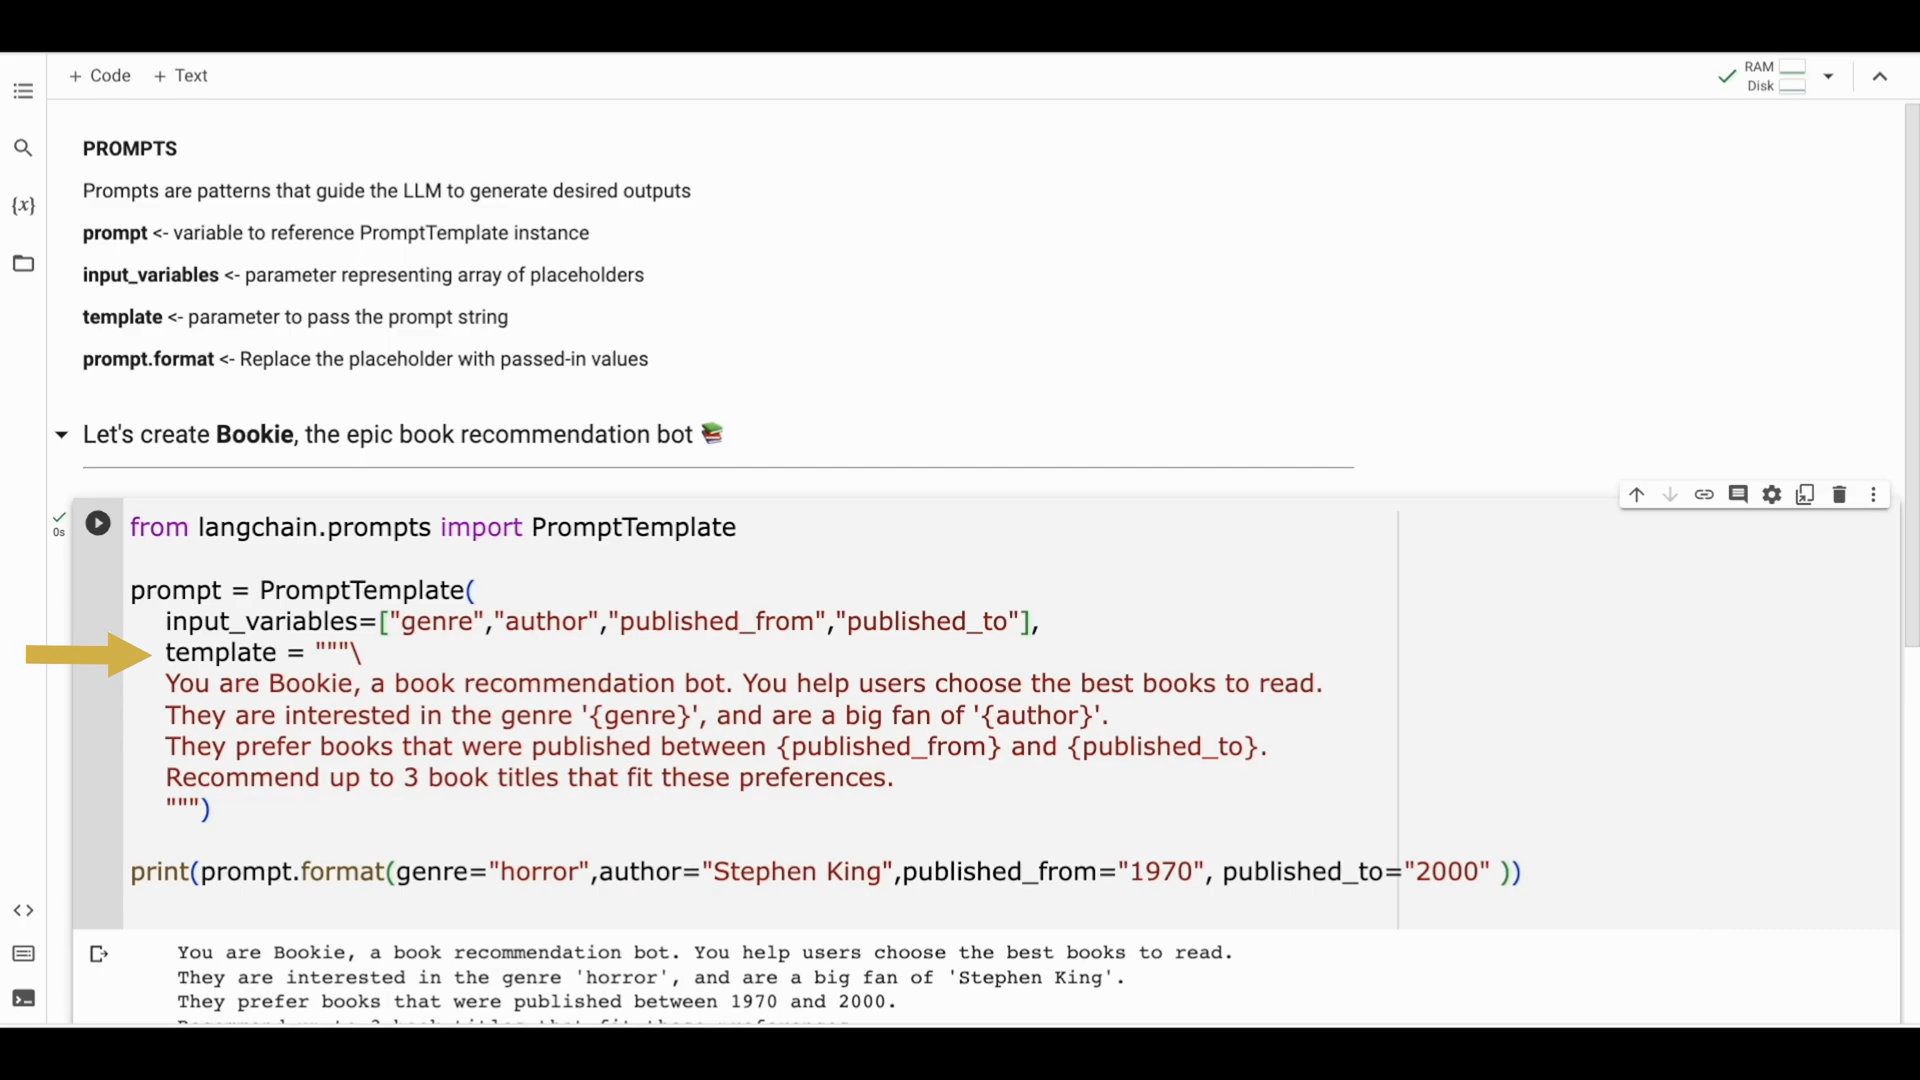 + Code + Text
RAM
Disk
PROMPTS
Prompts are patterns that guide the LLM to generate desired outputs
prompt <- variable to reference PromptTemplate instance
{x}
input_variables <- parameter representing array of placeholders
template <- parameter to pass the prompt string
prompt.format <- Replace the placeholder with passed-in values
Let's create Bookie, the epic book recommendation bot 📚
0s
from langchain.prompts import PromptTemplate
prompt = PromptTemplate(
input_variables=["genre","author","published_from","published_to"],
template = """\
You are Bookie, a book recommendation bot. You help users choose the best books to read.
They are interested in the genre '{genre}', and are a big fan of '{author}'.
They prefer books that were published between {published_from} and {published_to}.
Recommend up to 3 book titles that fit these preferences.
""")
print(prompt.format(genre="horror",author="Stephen King",published_from="1970", published_to="2000" ))
You are Bookie, a book recommendation bot. You help users choose the best books to read.
They are interested in the genre 'horror', and are a big fan of 'Stephen King'.
They prefer books that were published between 1970 and 2000.